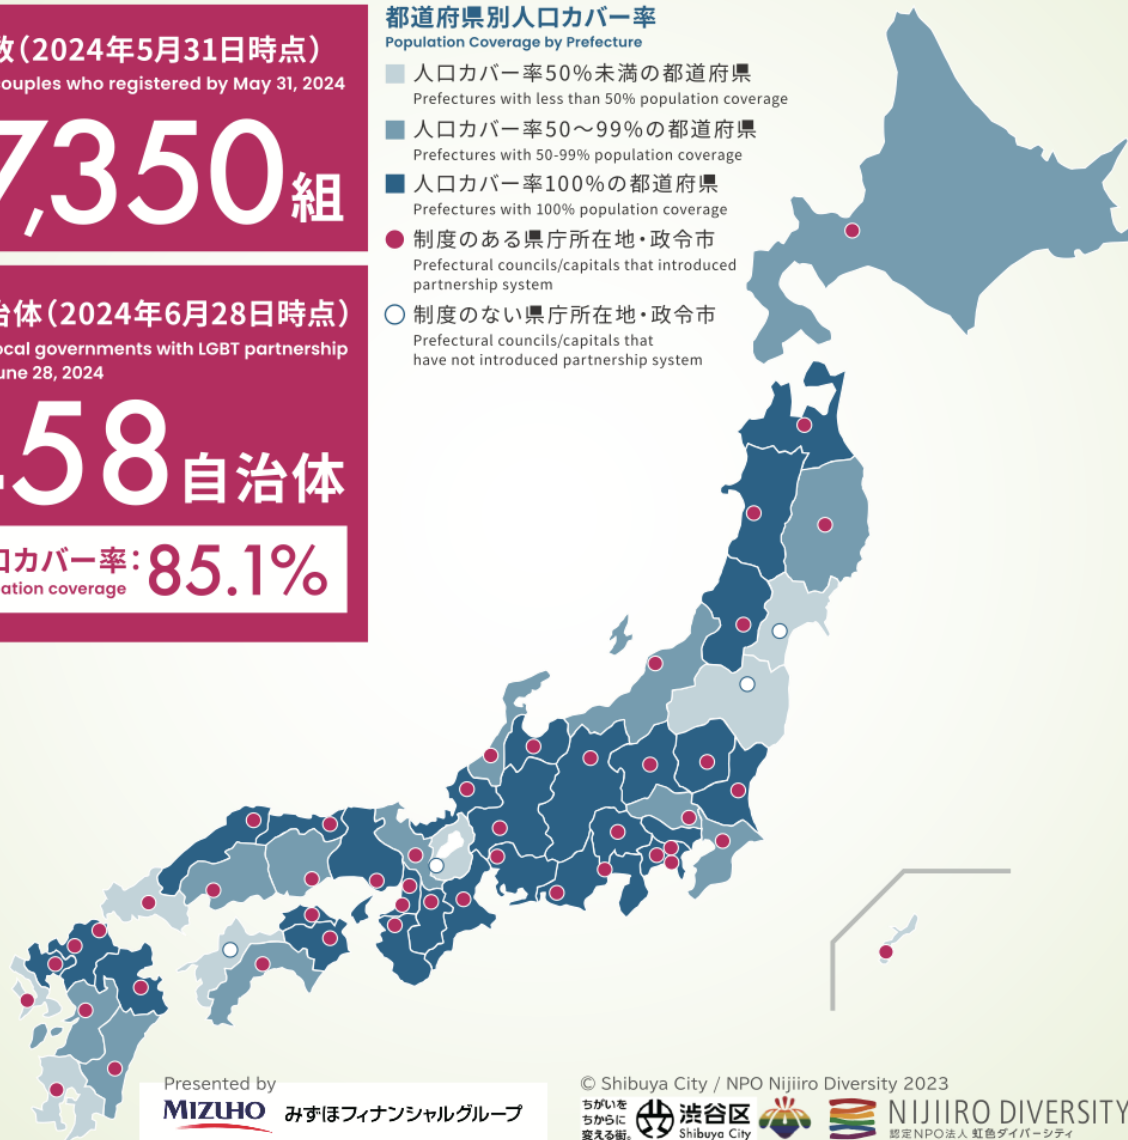 数（2024年5月31日時点）
ouples who registered by May 31, 2024
7,350組
治体（2024年6月28日時点）
ocal governments with LGBT partnership
une 28, 2024
58自治体
口カバー率：85.1%
ation coverage
都道府県別人口カバー率
Population Coverage by Prefecture
人口カバー率50%未満の都道府県
Prefectures with less than 50% population coverage
人口カバー率50〜99%の都道府県
Prefectures with 50-99% population coverage
人口カバー率100%の都道府県
Prefectures with 100% population coverage
制度のある県庁所在地・政令市
Prefectural councils/capitals that introduced
partnership system
制度のない県庁所在地・政令市
Prefectural councils/capitals that
have not introduced partnership system
Presented by
MIZUHO みずほフィナンシャルグループ
© Shibuya City / NPO Nijiiro Diversity 2023
ちがいを
ちからに
変える街。
渋谷区
Shibuya City
NIJIIRO DIVERSITY
認定NPO法人 虹色ダイバーシティ